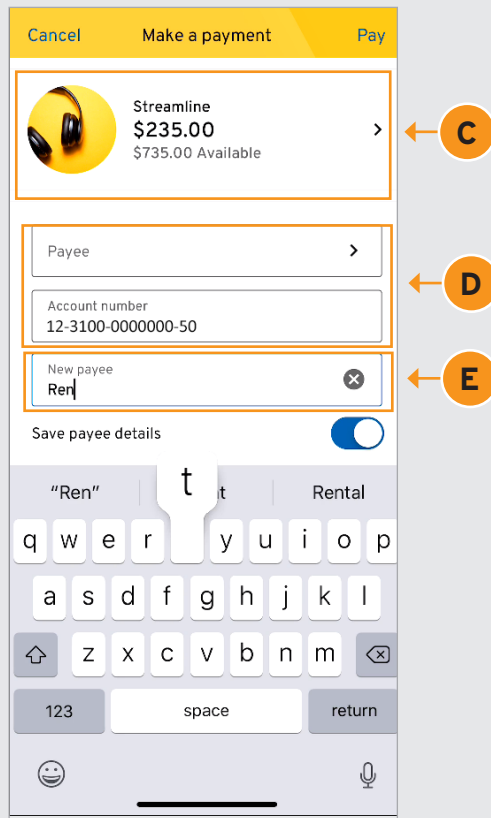 Cancel Make a payment Pay
Streamline
$235.00
$735.00 Available
C
Payee
D
Account number
12-3100-0000000-50
New payee
Ren
E
Save payee details
“Ren” t t Rental
q w e r y u i o p
a s d f g h j k l
z x c v b n m
123 space return